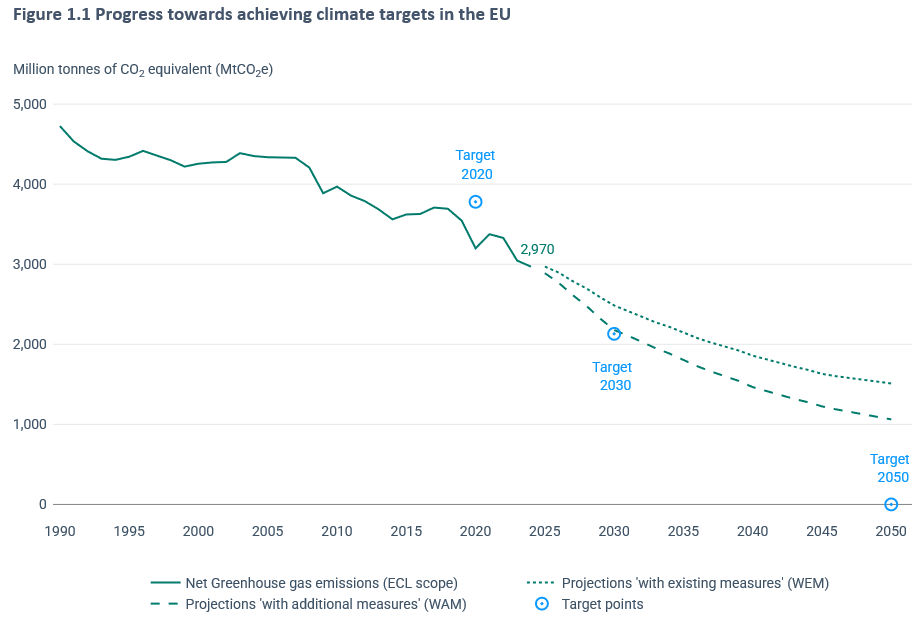 Figure 1.1 Progress towards achieving climate targets in the EU
Million tonnes of CO₂ equivalent (MtCO₂e)
5,000
4,000
3,000
2,000
1,000
0
Target
2020
2,970
Target
2030
Target
2050
1990 1995 2000 2005 2010 2015 2020 2025 2030 2035 2040 2045 2050
Net Greenhouse gas emissions (ECL scope)
Projections 'with existing measures' (WEM)
Projections 'with additional measures' (WAM)
Target points